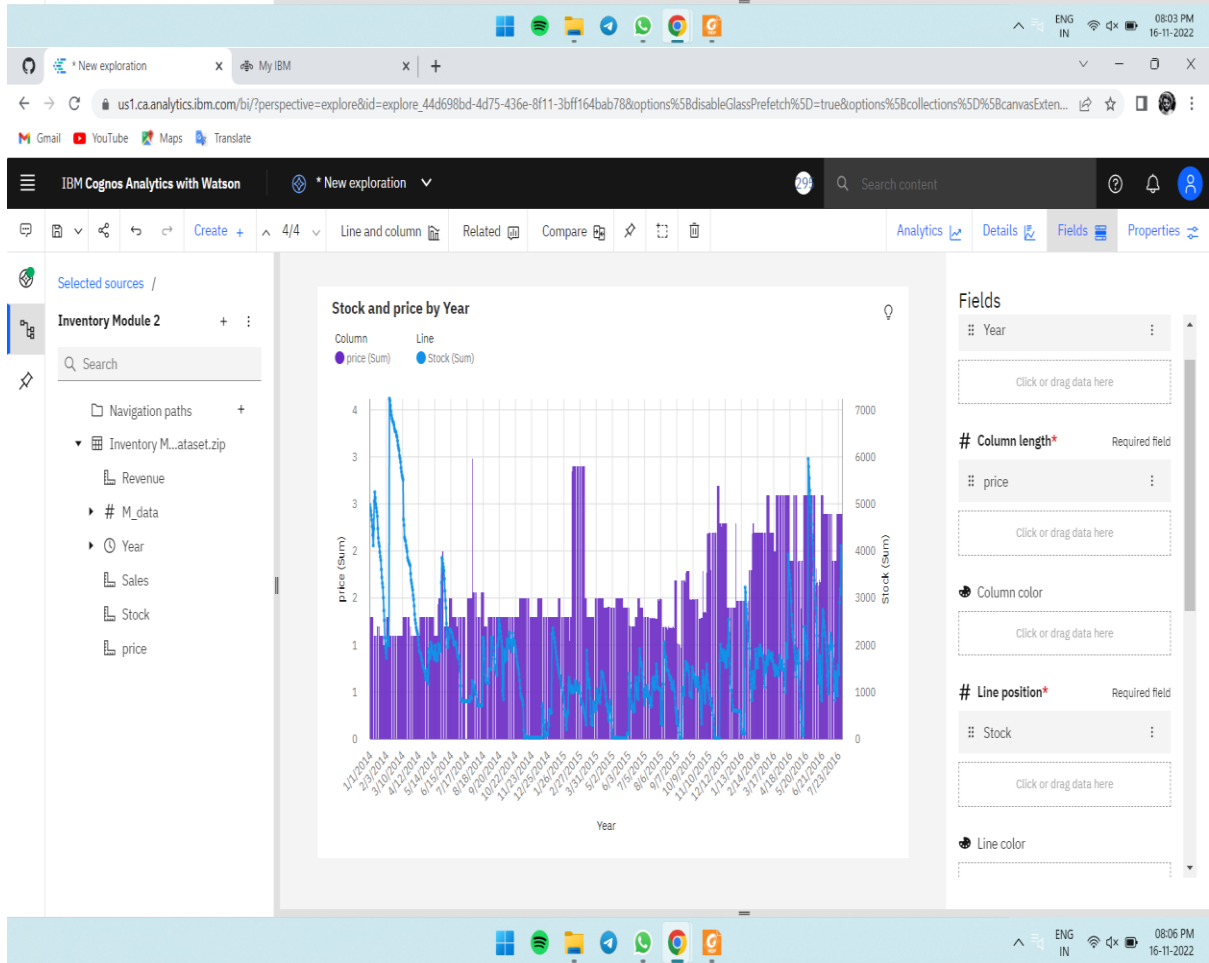 ENG
IN
08:03 PM
16-11-2022
* New exploration
My IBM
us1.ca.analytics.ibm.com/bi/?perspective=explore&id=explore_44d698bd-4d75-436e-8f11-3bff164bab78&options%5BdisableGlassPrefetch%5D=true&options%5Bcollections%5D%5BcanvasExten...
Gmail YouTube Maps Translate
IBM Cognos Analytics with Watson
* New exploration
295
Search content
Create + 4/4 Line and column Related Compare Analytics Details Fields Properties
Selected sources /
Inventory Module 2
Search
Navigation paths
Inventory M...ataset.zip
Revenue
# M_data
Year
Sales
Stock
price
Stock and price by Year
Column Line
price (Sum) Stock (Sum)
4
3
3
2
2
1
1
0
price (Sum)
7000
6000
5000
4000
3000
2000
1000
0
Stock (Sum)
1/1/2014
2/3/2014
3/10/2014
4/12/2014
5/14/2014
6/15/2014
7/17/2014
8/18/2014
9/20/2014
10/22/2014
11/23/2014
12/25/2014
1/26/2015
2/27/2015
3/31/2015
5/2/2015
6/3/2015
7/5/2015
8/6/2015
9/7/2015
10/9/2015
11/10/2015
12/12/2015
1/13/2016
2/14/2016
3/17/2016
4/18/2016
5/20/2016
6/21/2016
7/23/2016
Year
Fields
Year
Click or drag data here
# Column length* Required field
price
Click or drag data here
Column color
Click or drag data here
# Line position* Required field
Stock
Click or drag data here
Line color
ENG
IN
08:06 PM
16-11-2022